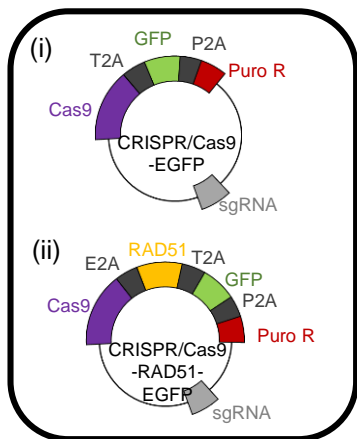 (i)
GFP
P2A
T2A
Puro R
Cas9
CRISPR/Cas9
-EGFP
sgRNA
(ii)
RAD51
E2A
T2A
GFP
Cas9
P2A
Puro R
CRISPR/Cas9
-RAD51-
EGFP
sgRNA